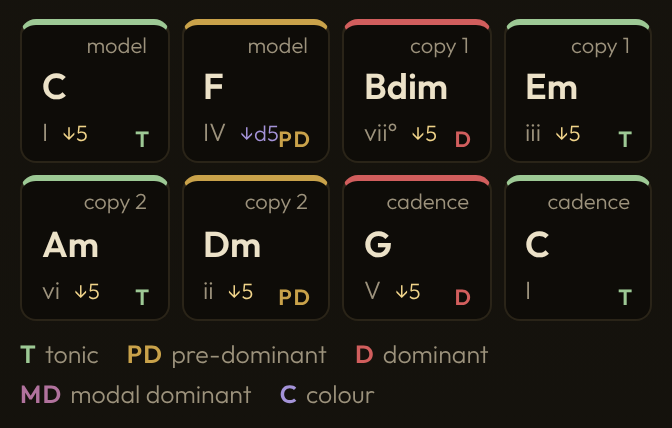 model model copy 1 copy 1
C F Bdim Em
I ↓5 T IV ↓d5 PD vii° ↓5 D iii ↓5 T
copy 2 copy 2 cadence cadence
Am Dm G C
vi ↓5 T ii ↓5 PD V ↓5 D I T
T tonic PD pre-dominant D dominant
MD modal dominant C colour